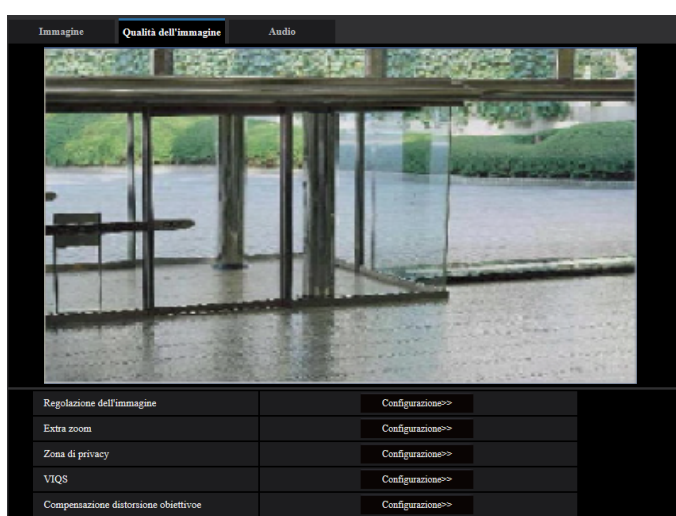 Immagine Qualità dell'immagine Audio
Regolazione dell'immagine Configurazione>>
Extra zoom Configurazione>>
Zona di privacy Configurazione>>
VIQS Configurazione>>
Compensazione distorsione obiettivoe Configurazione>>